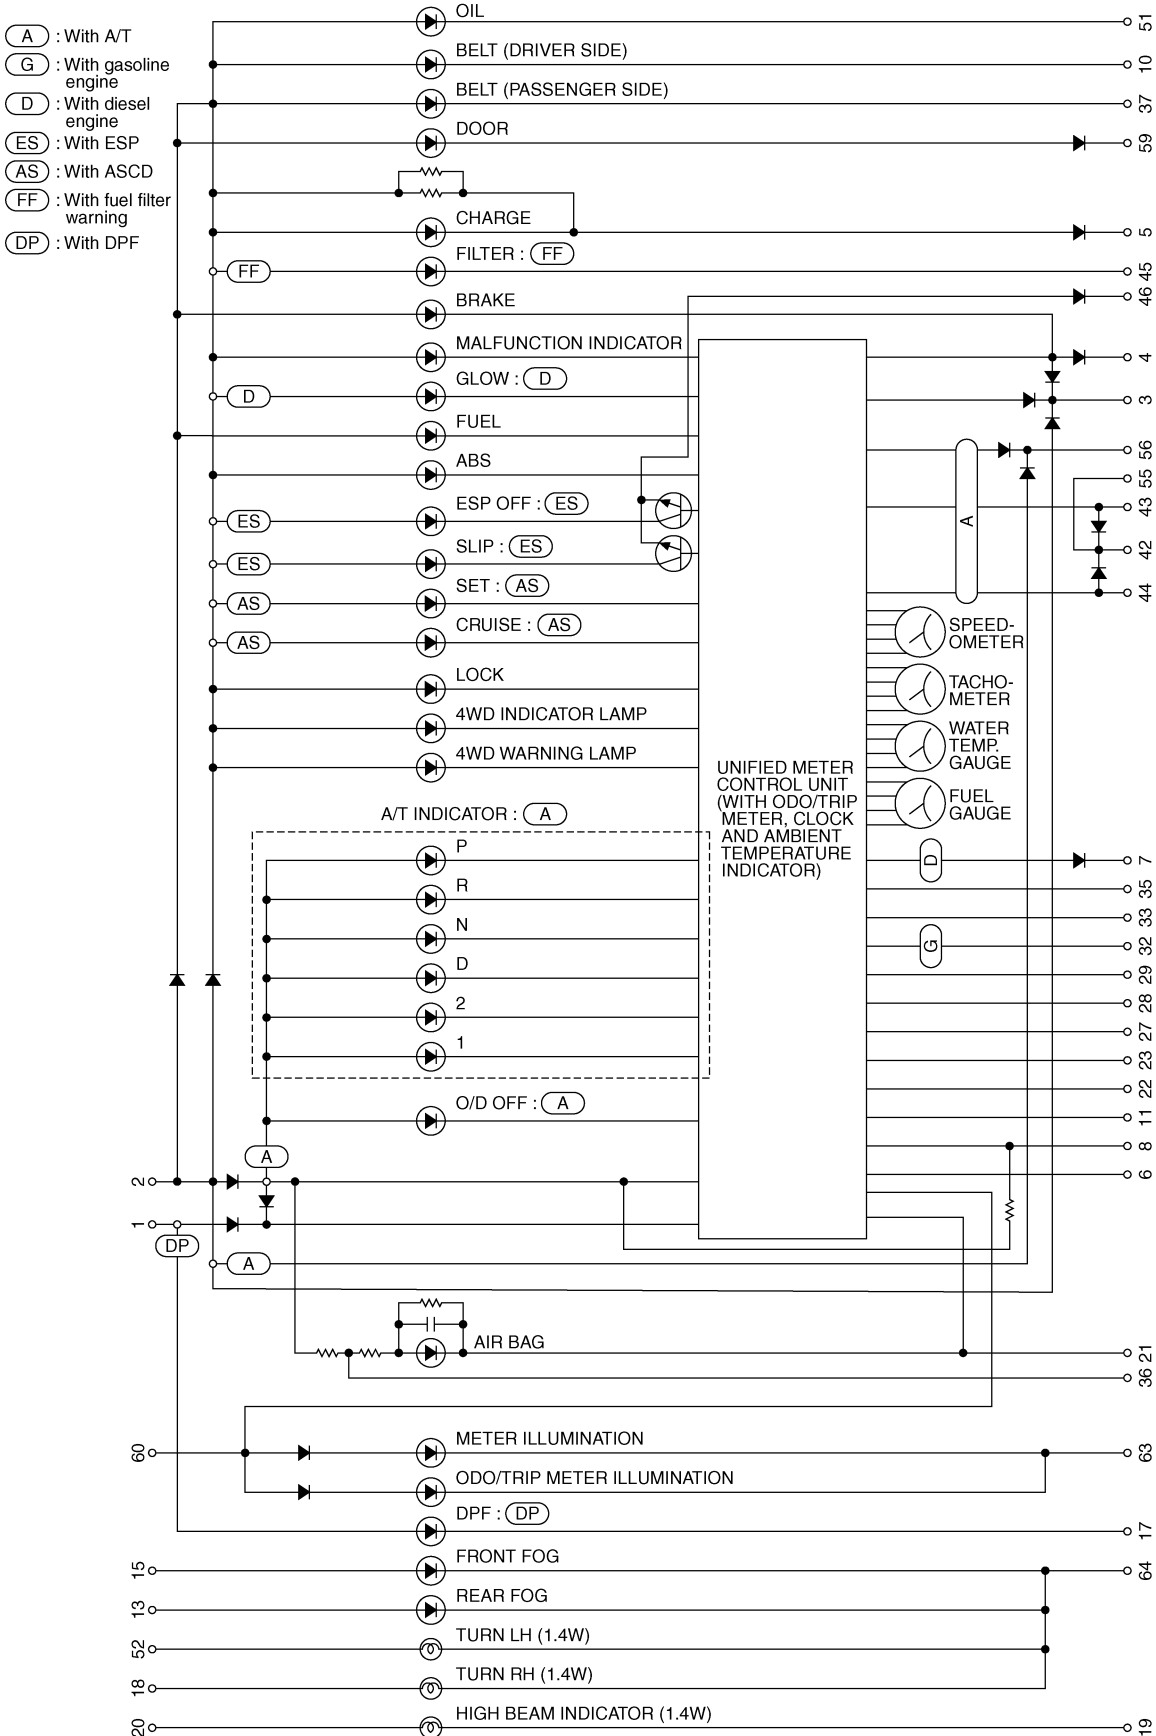 OIL
51
A : With A/T
BELT (DRIVER SIDE)
10
G : With gasoline
engine
BELT (PASSENGER SIDE)
37
D : With diesel
engine
DOOR
59
ES : With ESP
AS : With ASCD
FF : With fuel filter
warning
CHARGE
5
DP : With DPF
FILTER : FF
FF
45
46
BRAKE
MALFUNCTION INDICATOR
4
GLOW : D
D
3
FUEL
56
ABS
55
ESP OFF : ES
ES
43
A
SLIP : ES
ES
42
SET : AS
AS
44
CRUISE : AS
AS
SPEED-
OMETER
LOCK
TACHO-
METER
4WD INDICATOR LAMP
WATER
TEMP.
GAUGE
4WD WARNING LAMP
UNIFIED METER
CONTROL UNIT
(WITH ODO/TRIP
METER, CLOCK
AND AMBIENT
TEMPERATURE
INDICATOR)
FUEL
GAUGE
A/T INDICATOR : A
P
D
7
R
35
33
N
G
32
D
29
2
28
27
1
23
22
O/D OFF : A
11
8
A
2
6
1
DP
A
AIR BAG
21
36
60
METER ILLUMINATION
63
ODO/TRIP METER ILLUMINATION
DPF : DP
17
15
FRONT FOG
64
13
REAR FOG
52
TURN LH (1.4W)
18
TURN RH (1.4W)
20
HIGH BEAM INDICATOR (1.4W)
19